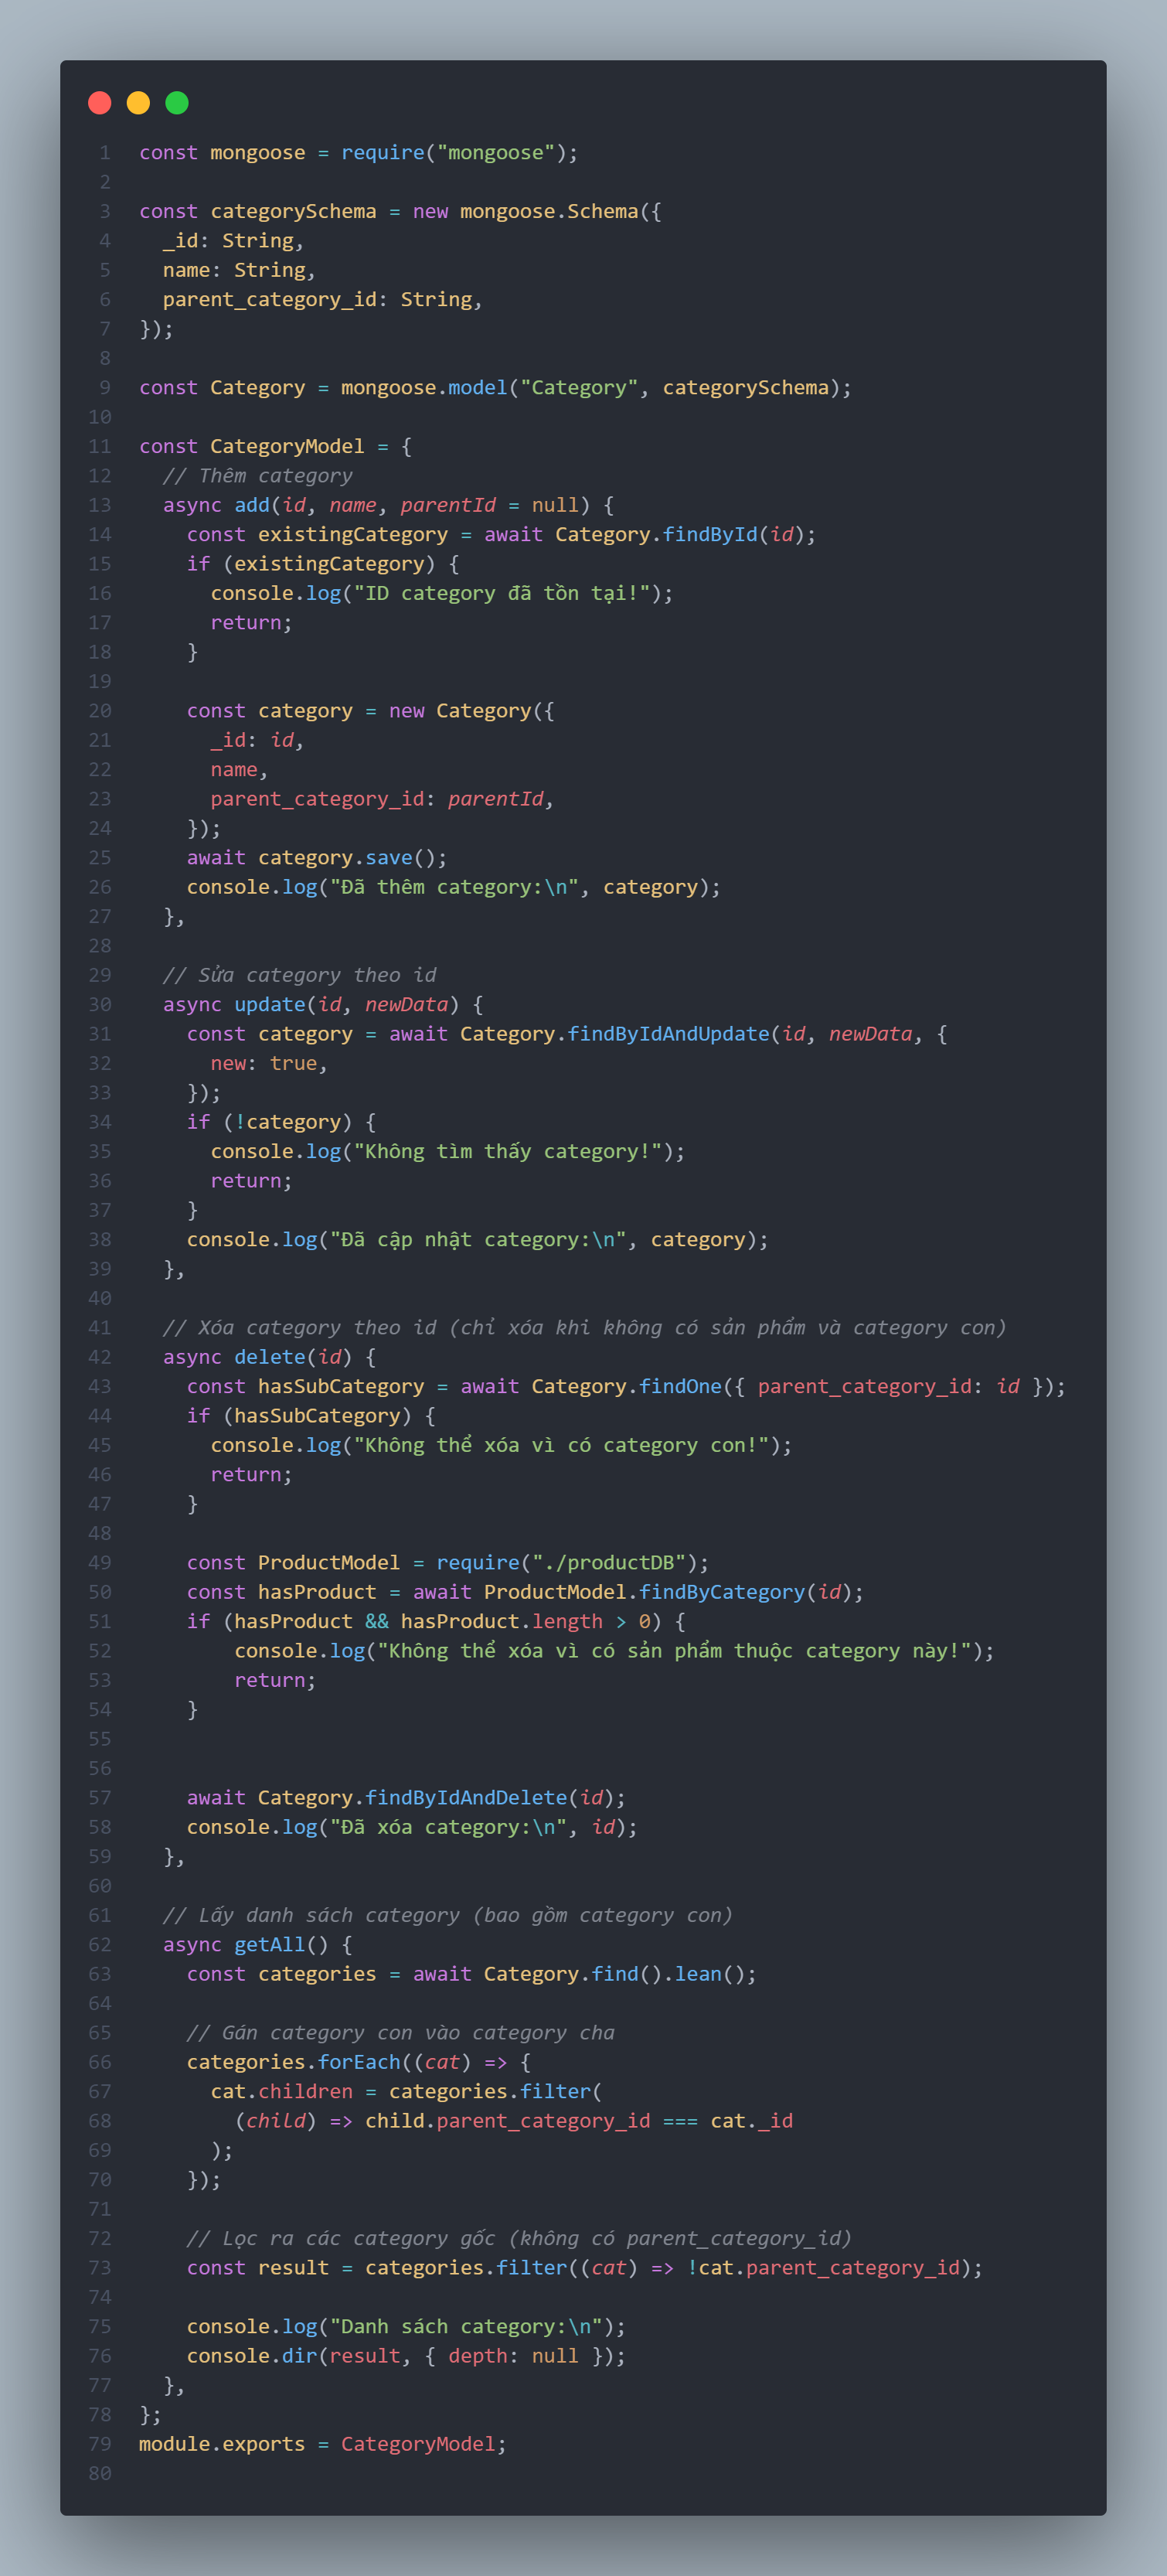 1 const mongoose = require("mongoose");
2
3 const categorySchema = new mongoose.Schema({
4   _id: String,
5   name: String,
6   parent_category_id: String,
7 });
8
9 const Category = mongoose.model("Category", categorySchema);
10
11 const CategoryModel = {
12   // Thêm category
13   async add(id, name, parentId = null) {
14     const existingCategory = await Category.findById(id);
15     if (existingCategory) {
16       console.log("ID category đã tồn tại!");
17       return;
18     }
19
20     const category = new Category({
21       _id: id,
22       name,
23       parent_category_id: parentId,
24     });
25     await category.save();
26     console.log("Đã thêm category:\n", category);
27   },
28
29   // Sửa category theo id
30   async update(id, newData) {
31     const category = await Category.findByIdAndUpdate(id, newData, {
32       new: true,
33     });
34     if (!category) {
35       console.log("Không tìm thấy category!");
36       return;
37     }
38     console.log("Đã cập nhật category:\n", category);
39   },
40
41   // Xóa category theo id (chỉ xóa khi không có sản phẩm và category con)
42   async delete(id) {
43     const hasSubCategory = await Category.findOne({ parent_category_id: id });
44     if (hasSubCategory) {
45       console.log("Không thể xóa vì có category con!");
46       return;
47     }
48
49     const ProductModel = require("./productDB");
50     const hasProduct = await ProductModel.findByCategory(id);
51     if (hasProduct && hasProduct.length > 0) {
52         console.log("Không thể xóa vì có sản phẩm thuộc category này!");
53         return;
54     }
55
56
57     await Category.findByIdAndDelete(id);
58     console.log("Đã xóa category:\n", id);
59   },
60
61   // Lấy danh sách category (bao gồm category con)
62   async getAll() {
63     const categories = await Category.find().lean();
64
65     // Gán category con vào category cha
66     categories.forEach((cat) => {
67       cat.children = categories.filter(
68         (child) => child.parent_category_id === cat._id
69       );
70     });
71
72     // Lọc ra các category gốc (không có parent_category_id)
73     const result = categories.filter((cat) => !cat.parent_category_id);
74
75     console.log("Danh sách category:\n");
76     console.dir(result, { depth: null });
77   },
78 };
79 module.exports = CategoryModel;
80